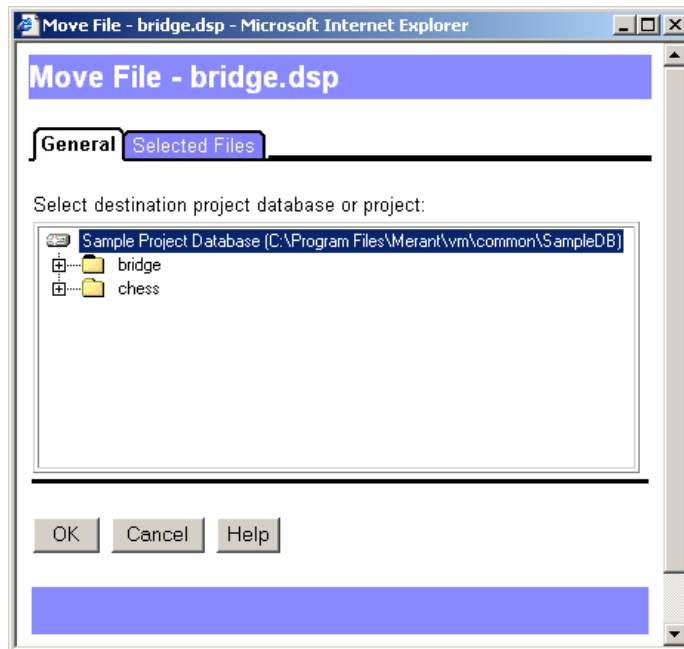 Move File - bridge.dsp - Microsoft Internet Explorer
Move File - bridge.dsp
General Selected Files
Select destination project database or project:
Sample Project Database (C:\Program Files\Merant\vm\common\SampleDB)
bridge
chess
OK Cancel Help